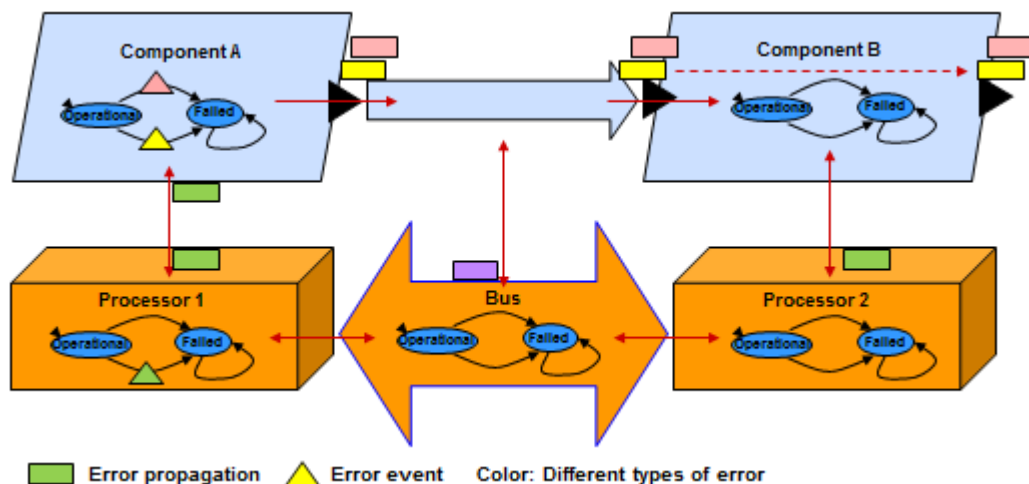 Component A
Component B
Operational
Failed
Operational
Failed
Processor 1
Bus
Processor 2
Operational
Failed
Operational
Failed
Operational
Failed
Error propagation
Error event
Color: Different types of error